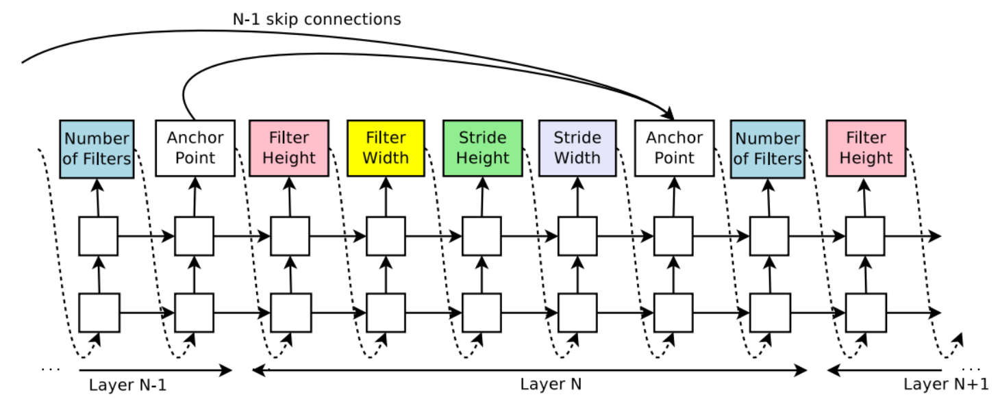 N-1 skip connections
Number
of Filters
Anchor
Point
Filter
Height
Filter
Width
Stride
Height
Stride
Width
Anchor
Point
Number
of Filters
Filter
Height
...
Layer N-1
Layer N
Layer N+1
...